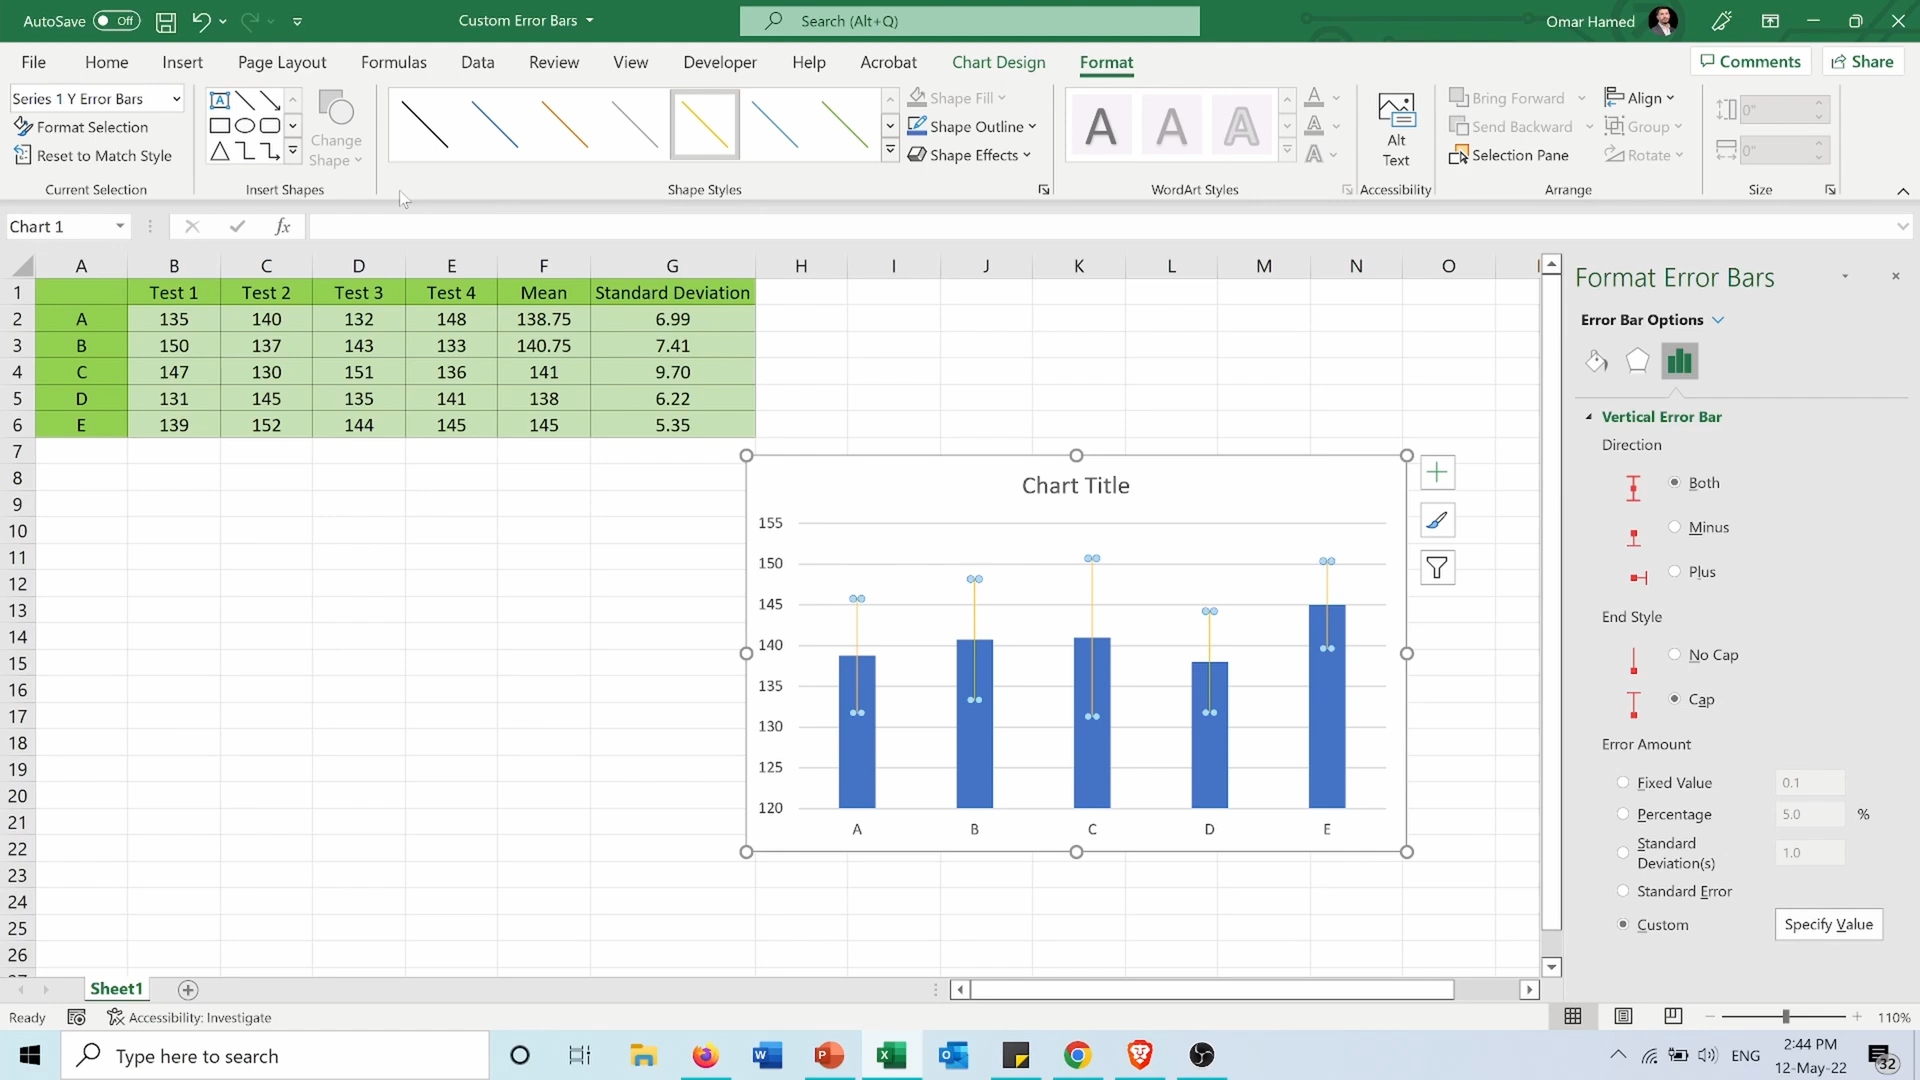 AutoSave Off Custom Error Bars Search (Alt+Q) Omar Hamed
File Home Insert Page Layout Formulas Data Review View Developer Help Acrobat Chart Design Format Comments Share
Series 1 Y Error Bars
Format Selection
Reset to Match Style
Current Selection
A
Change
Shape
Insert Shapes
Shape Fill
Shape Outline
Shape Effects
Shape Styles
A A A
A
A
A
WordArt Styles
Alt
Text
Accessibility
Bring Forward Align
Send Backward Group
Selection Pane Rotate
Arrange
0"
0"
Size
Chart 1 fx
A B C D E F G H I J K L M N O
1 Test 1 Test 2 Test 3 Test 4 Mean Standard Deviation
2 A 135 140 132 148 138.75 6.99
3 B 150 137 143 133 140.75 7.41
4 C 147 130 151 136 141 9.70
5 D 131 145 135 141 138 6.22
6 E 139 152 144 145 145 5.35
7
8
9
10
11
12
13
14
15
16
17
18
19
20
21
22
23
24
25
26
Chart Title
155
150
145
140
135
130
125
120
A B C D E
Format Error Bars
Error Bar Options
Vertical Error Bar
Direction
Both
Minus
Plus
End Style
No Cap
Cap
Error Amount
Fixed Value 0.1
Percentage 5.0 %
Standard
Deviation(s) 1.0
Standard Error
Custom Specify Value
Sheet1
Ready Accessibility: Investigate 110%
Type here to search
ENG
2:44 PM
12-May-22
32